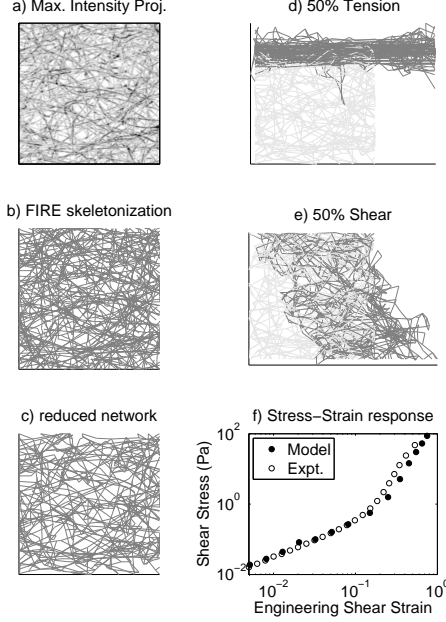 a) Max. Intensity Proj.
d) 50% Tension
b) FIRE skeletonization
e) 50% Shear
c) reduced network
f) Stress−Strain response
Shear Stress (Pa)
10^2
10^0
10^−2
Model
Expt.
10^−2
10^−1
10^0
Engineering Shear Strain